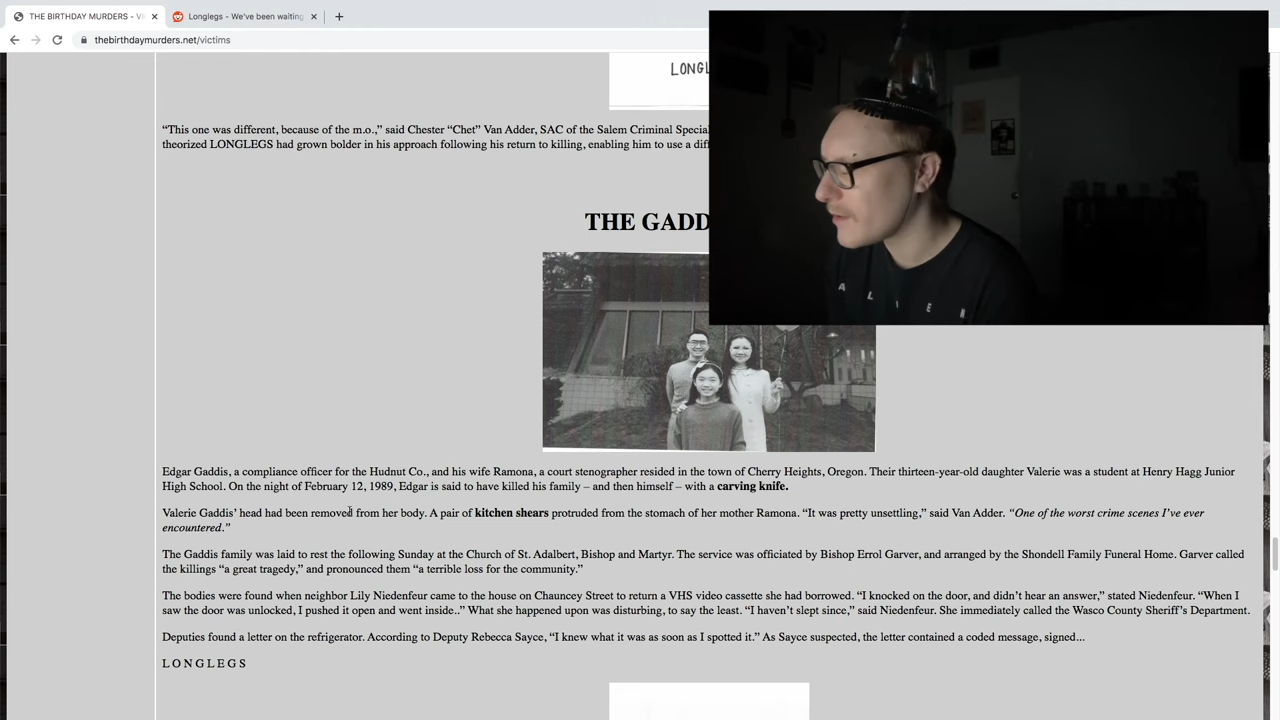 THE BIRTHDAY MURDERS - VI
Longlegs - We've been waiting
thebirthdaymurders.net/victims
LONGL
“This one was different, because of the m.o.,” said Chester “Chet” Van Adder, SAC of the Salem Criminal Special
theorized LONGLEGS had grown bolder in his approach following his return to killing, enabling him to use a diff
THE GADD
ALIEN
Edgar Gaddis, a compliance officer for the Hudnut Co., and his wife Ramona, a court stenographer resided in the town of Cherry Heights, Oregon. Their thirteen-year-old daughter Valerie was a student at Henry Hagg Junior
High School. On the night of February 12, 1989, Edgar is said to have killed his family – and then himself – with a carving knife.
Valerie Gaddis’ head had been removed from her body. A pair of kitchen shears protruded from the stomach of her mother Ramona. “It was pretty unsettling,” said Van Adder. “One of the worst crime scenes I’ve ever
encountered.”
The Gaddis family was laid to rest the following Sunday at the Church of St. Adalbert, Bishop and Martyr. The service was officiated by Bishop Errol Garver, and arranged by the Shondell Family Funeral Home. Garver called
the killings “a great tragedy,” and pronounced them “a terrible loss for the community.”
The bodies were found when neighbor Lily Niedenfeur came to the house on Chauncey Street to return a VHS video cassette she had borrowed. “I knocked on the door, and didn’t hear an answer,” stated Niedenfeur. “When I
saw the door was unlocked, I pushed it open and went inside..” What she happened upon was disturbing, to say the least. “I haven’t slept since,” said Niedenfeur. She immediately called the Wasco County Sheriff’s Department.
Deputies found a letter on the refrigerator. According to Deputy Rebecca Sayce, “I knew what it was as soon as I spotted it.” As Sayce suspected, the letter contained a coded message, signed...
L O N G L E G S